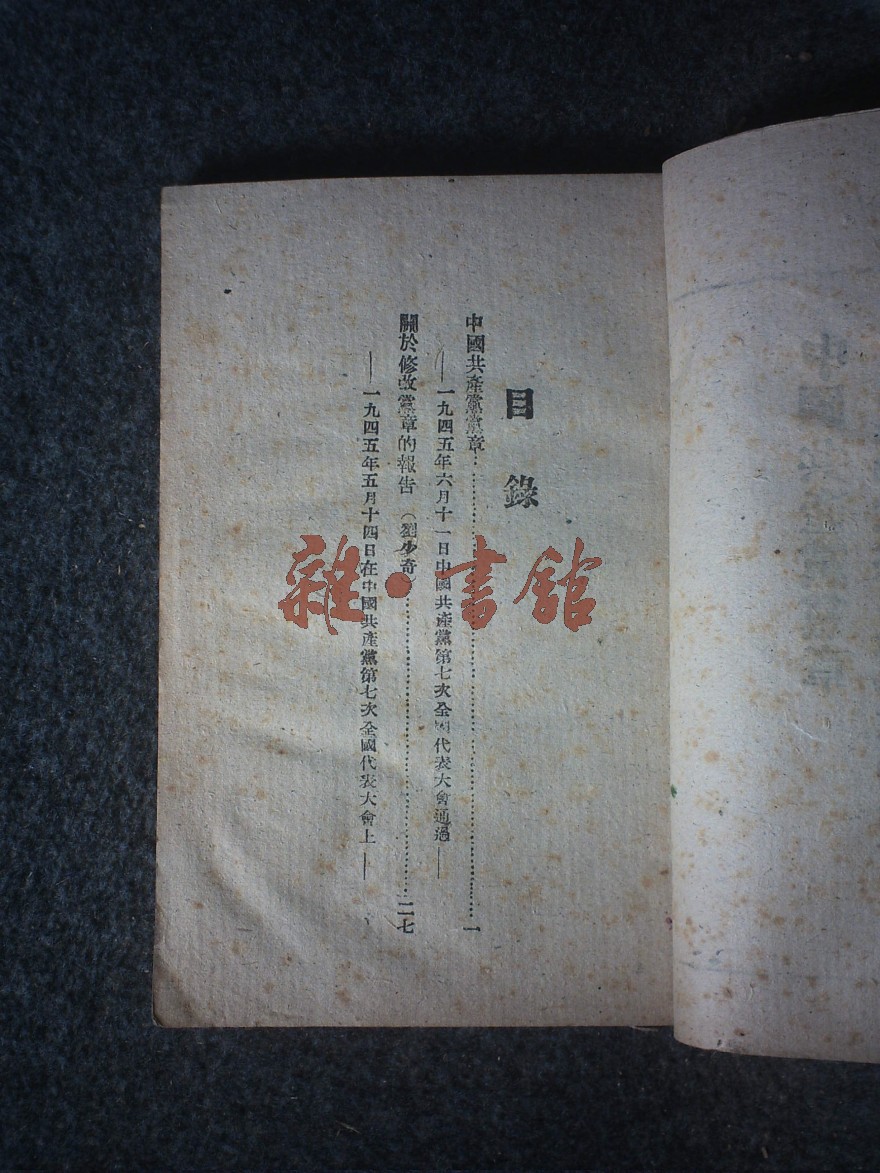 目錄
中國共產黨黨章……………………一
——一九四五年六月十一日中國共產黨第七次全國代表大會通過——
關於修改黨章的報告（劉少奇）……………………二七
——一九四五年五月十四日在中國共產黨第七次全國代表大會上——
雜·書館